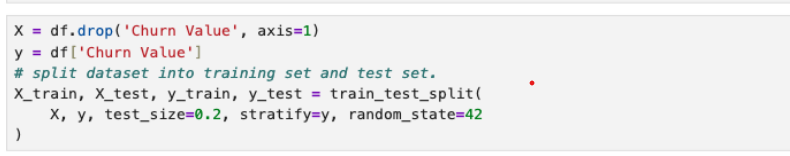 X = df.drop('Churn Value', axis=1)
y = df['Churn Value']
# split dataset into training set and test set.
X_train, X_test, y_train, y_test = train_test_split(
    X, y, test_size=0.2, stratify=y, random_state=42
)